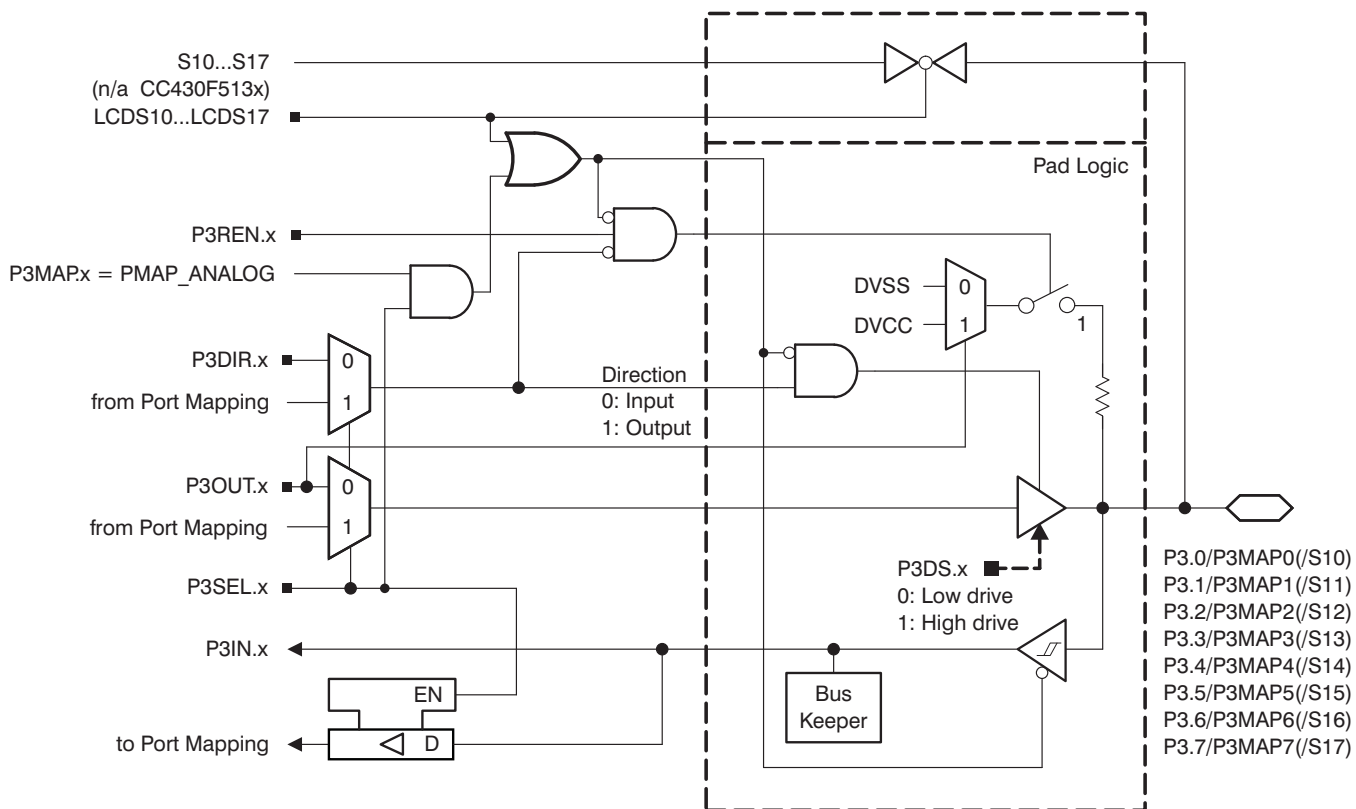 S10...S17
(n/a CC430F513x)
LCDS10...LCDS17
Pad Logic
P3REN.x
P3MAP.x = PMAP_ANALOG
DVSS
0
DVCC
1
1
P3DIR.x
0
from Port Mapping
1
Direction
0: Input
1: Output
P3OUT.x
0
from Port Mapping
1
P3SEL.x
P3DS.x
0: Low drive
1: High drive
P3IN.x
EN
D
to Port Mapping
Bus
Keeper
P3.0/P3MAP0(/S10)
P3.1/P3MAP1(/S11)
P3.2/P3MAP2(/S12)
P3.3/P3MAP3(/S13)
P3.4/P3MAP4(/S14)
P3.5/P3MAP5(/S15)
P3.6/P3MAP6(/S16)
P3.7/P3MAP7(/S17)